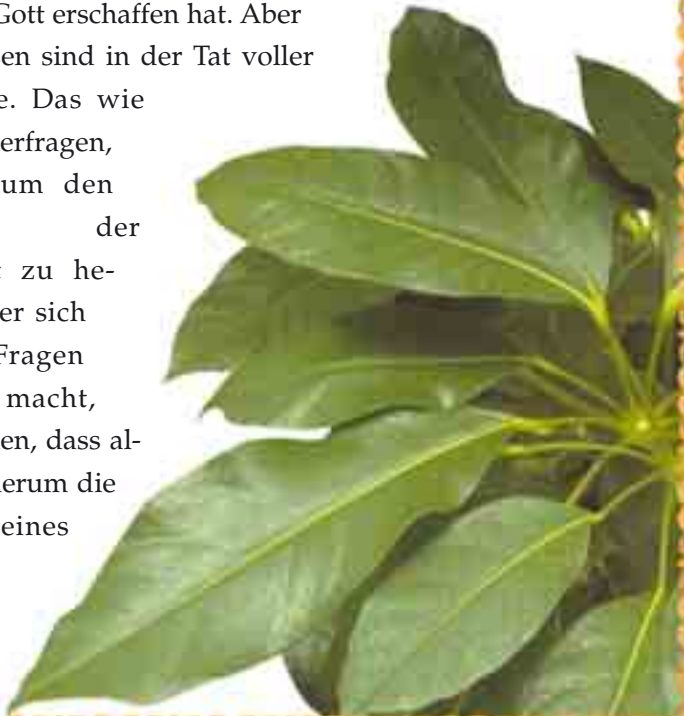 Gott erschaffen hat. Aber
en sind in der Tat voller
e. Das wie
erfragen,
um den
der
zu he-
er sich
Fragen
macht,
en, dass al-
erum die
eines